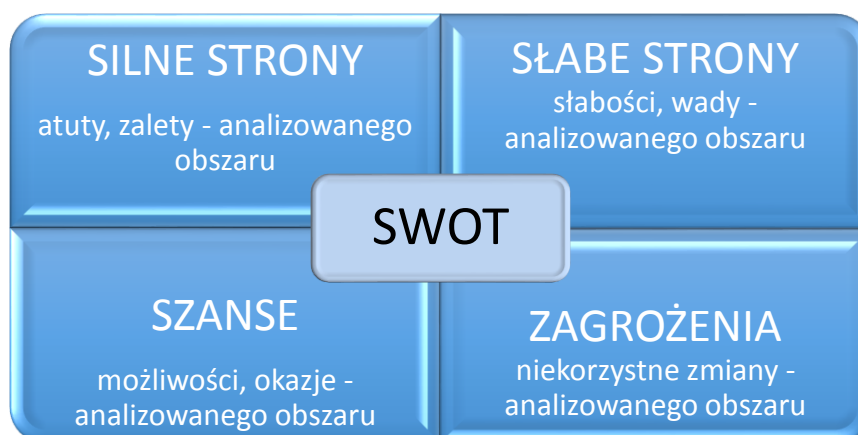 SILNE STRONY
atuty, zalety - analizowanego
obszaru
SŁABE STRONY
słabości, wady -
analizowanego obszaru
SWOT
SZANSE
możliwości, okazje -
analizowanego obszaru
ZAGROŻENIA
niekorzystne zmiany -
analizowanego obszaru